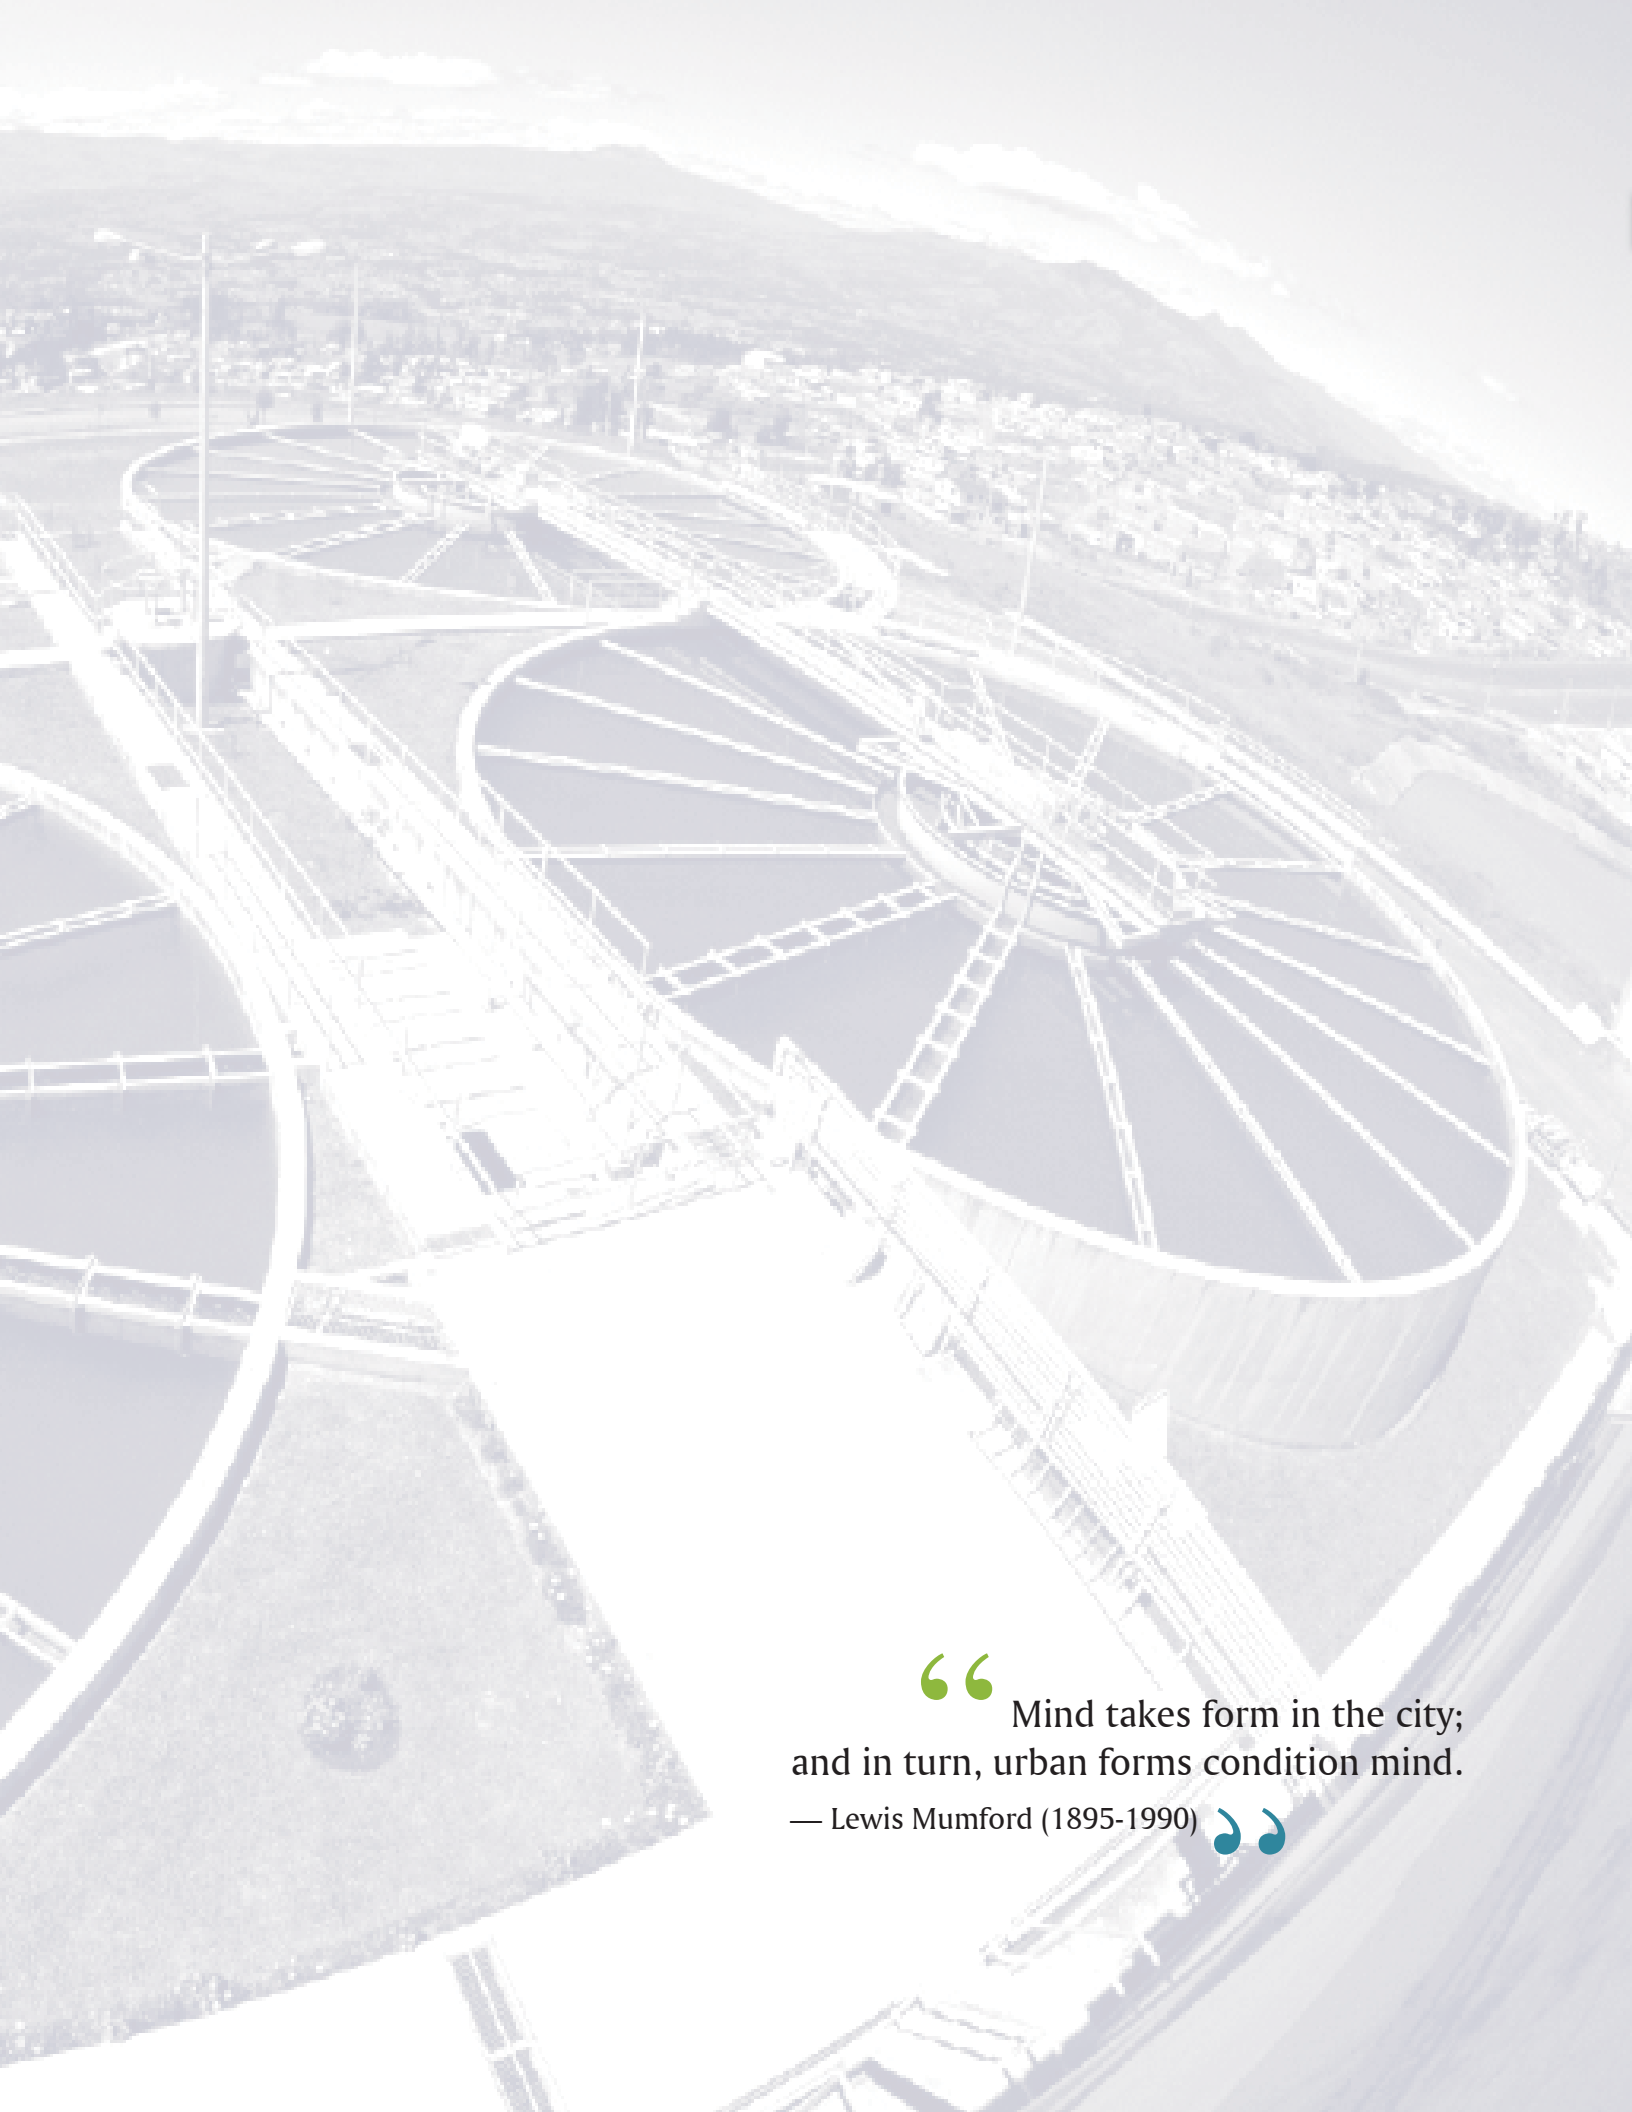 “ Mind takes form in the city;
and in turn, urban forms condition mind.
— Lewis Mumford (1895-1990) ”